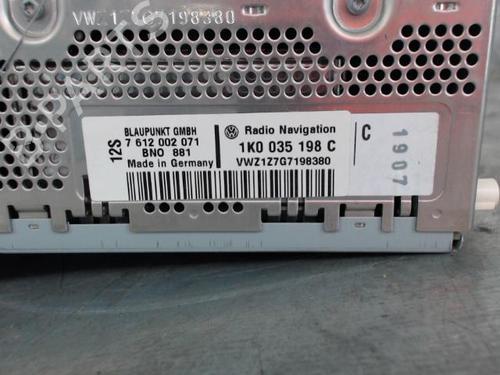 VWZ1Z7G7198380
12S
BLAUPUNKT GMBH
7 612 002 071
BNO 881
Made in Germany
Radio Navigation
1K0 035 198 C
VWZ1Z7G7198380
C
1907